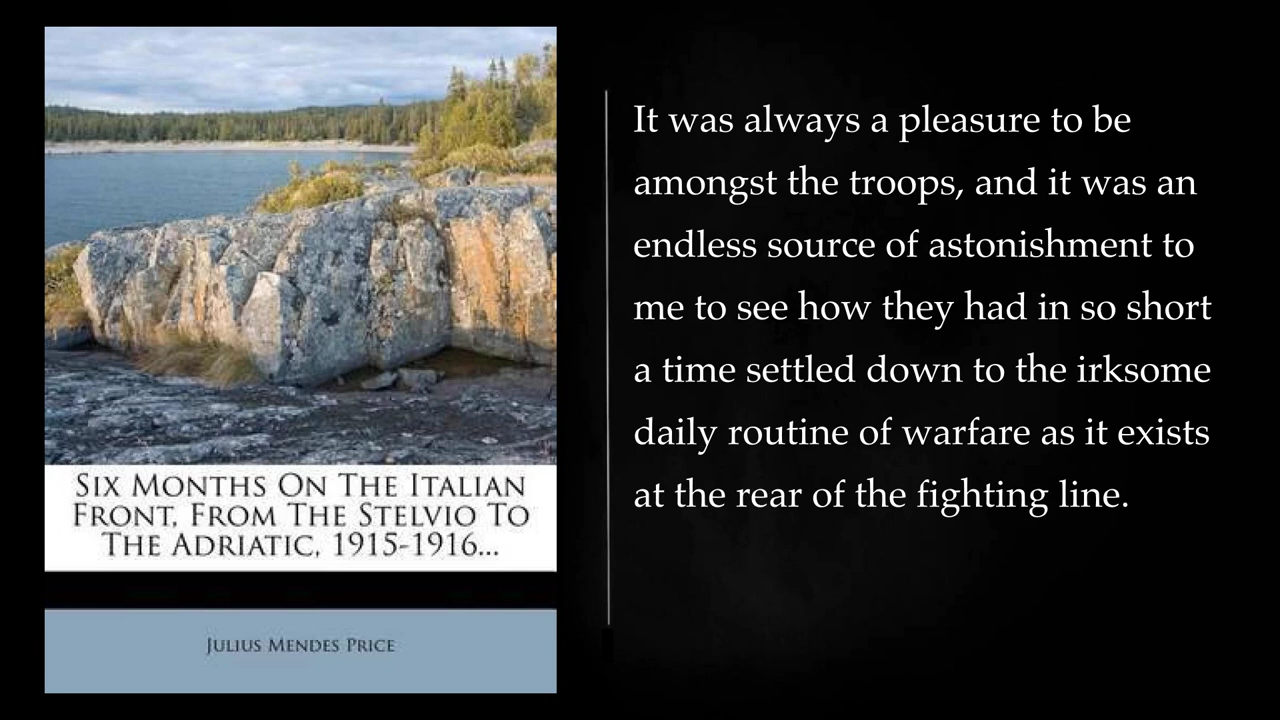 SIX MONTHS ON THE ITALIAN
FRONT, FROM THE STELVIO TO
THE ADRIATIC, 1915-1916...
JULIUS MENDES PRICE
It was always a pleasure to be
amongst the troops, and it was an
endless source of astonishment to
me to see how they had in so short
a time settled down to the irksome
daily routine of warfare as it exists
at the rear of the fighting line.